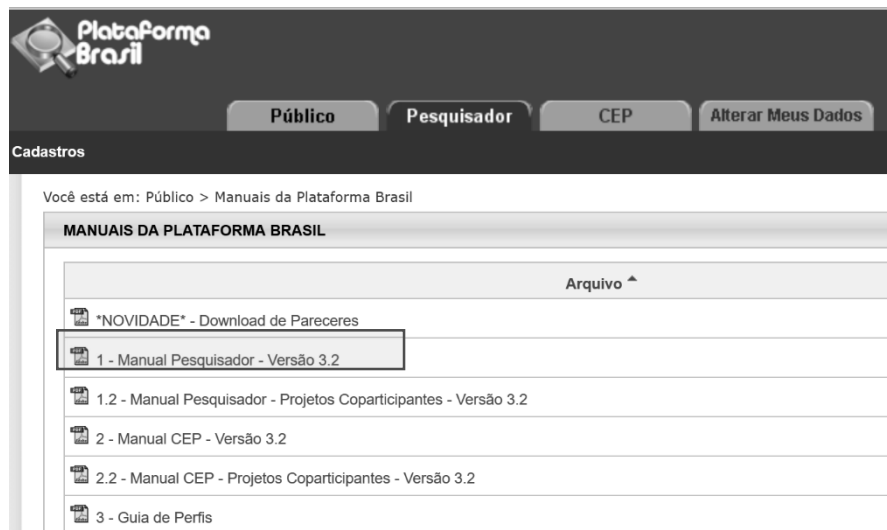 Plataforma
Brasil
Público Pesquisador CEP Alterar Meus Dados
Cadastros
Você está em: Público > Manuais da Plataforma Brasil
MANUAIS DA PLATAFORMA BRASIL
Arquivo
*NOVIDADE* - Download de Pareceres
1 - Manual Pesquisador - Versão 3.2
1.2 - Manual Pesquisador - Projetos Coparticipantes - Versão 3.2
2 - Manual CEP - Versão 3.2
2.2 - Manual CEP - Projetos Coparticipantes - Versão 3.2
3 - Guia de Perfis